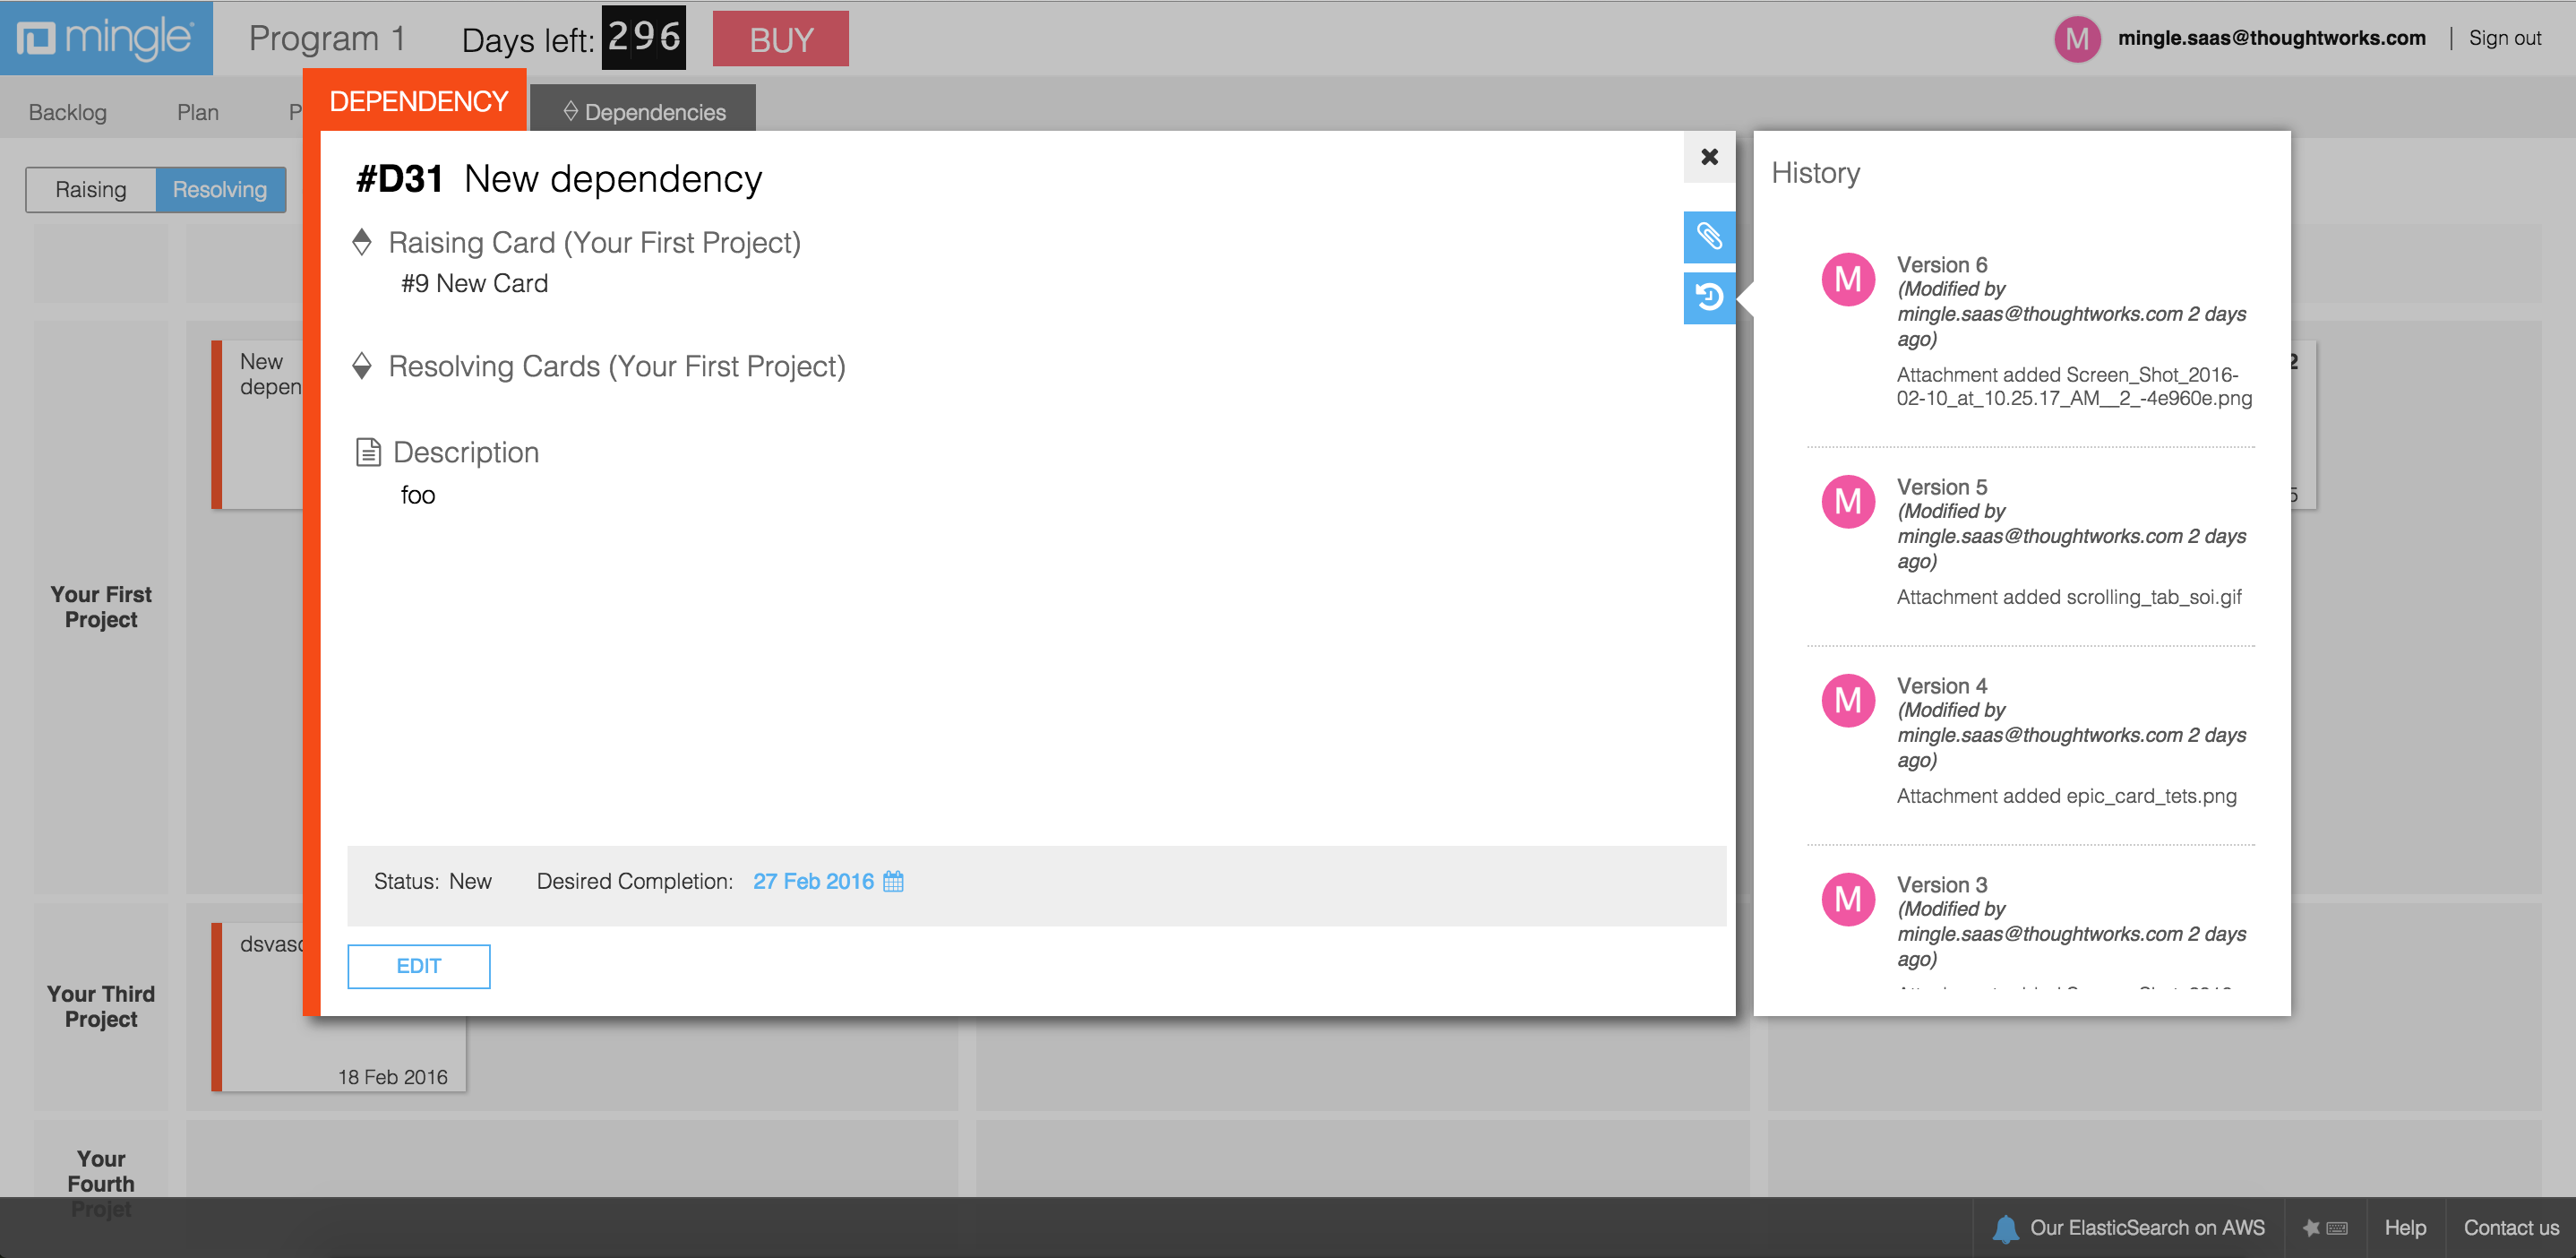 mingle
Program 1
Days left: 296
BUY
M
mingle.saas@thoughtworks.com | Sign out
Backlog
Plan
P
DEPENDENCY
Dependencies
Raising
Resolving
#D31 New dependency
Raising Card (Your First Project)
#9 New Card
Resolving Cards (Your First Project)
Description
foo
Status: New
Desired Completion: 27 Feb 2016
EDIT
History
M
Version 6
(Modified by
mingle.saas@thoughtworks.com 2 days
ago)
Attachment added Screen_Shot_2016-
02-10_at_10.25.17_AM__2_-4e960e.png
M
Version 5
(Modified by
mingle.saas@thoughtworks.com 2 days
ago)
Attachment added scrolling_tab_soi.gif
M
Version 4
(Modified by
mingle.saas@thoughtworks.com 2 days
ago)
Attachment added epic_card_tets.png
M
Version 3
(Modified by
mingle.saas@thoughtworks.com 2 days
ago)
New
depen
2
5
Your First
Project
dsvasc
18 Feb 2016
Your Third
Project
Your
Fourth
Projet
Our ElasticSearch on AWS
Help
Contact us